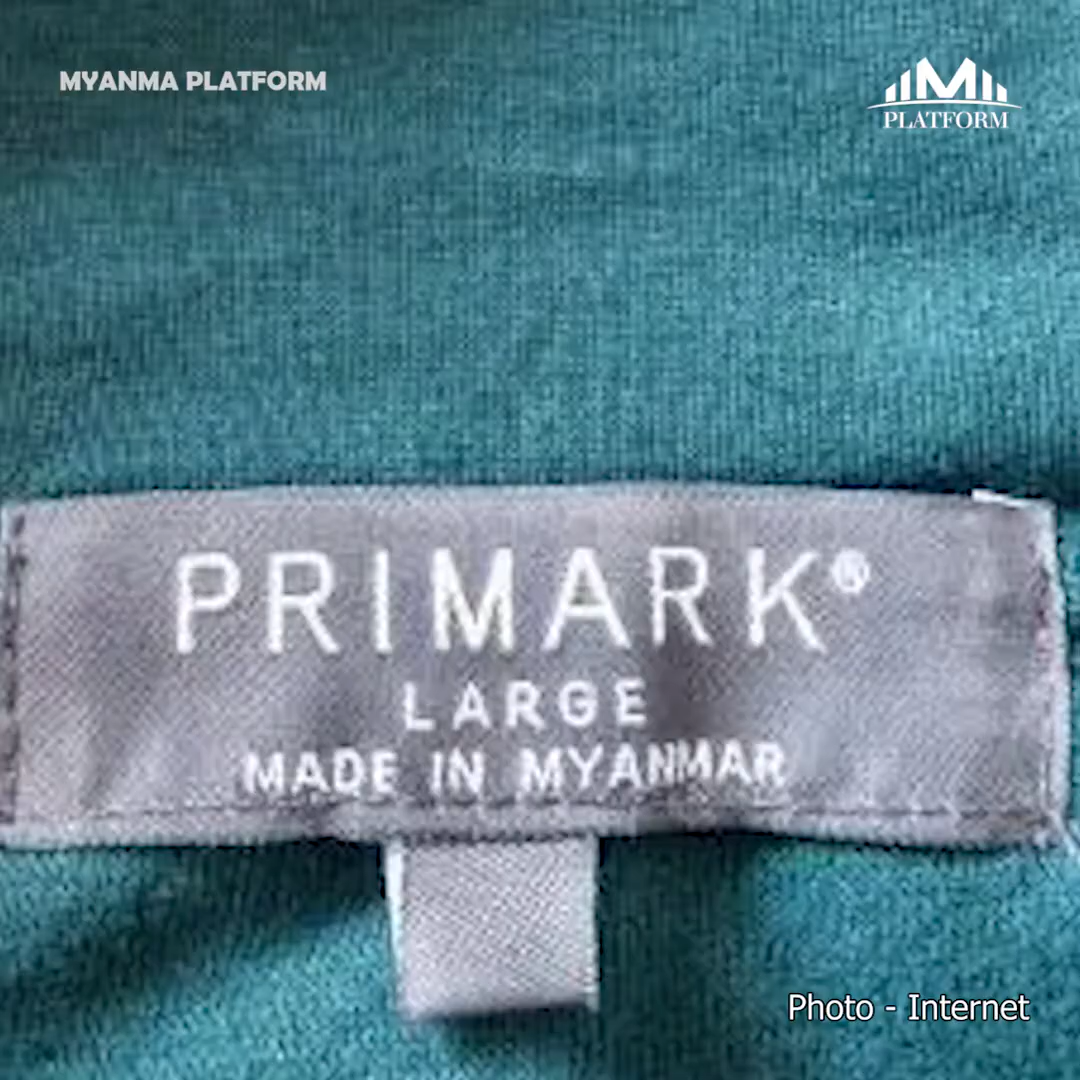 MYANMA PLATFORM
M
PLATFORM
PRIMARK®
LARGE
MADE IN MYANMAR
Photo - Internet